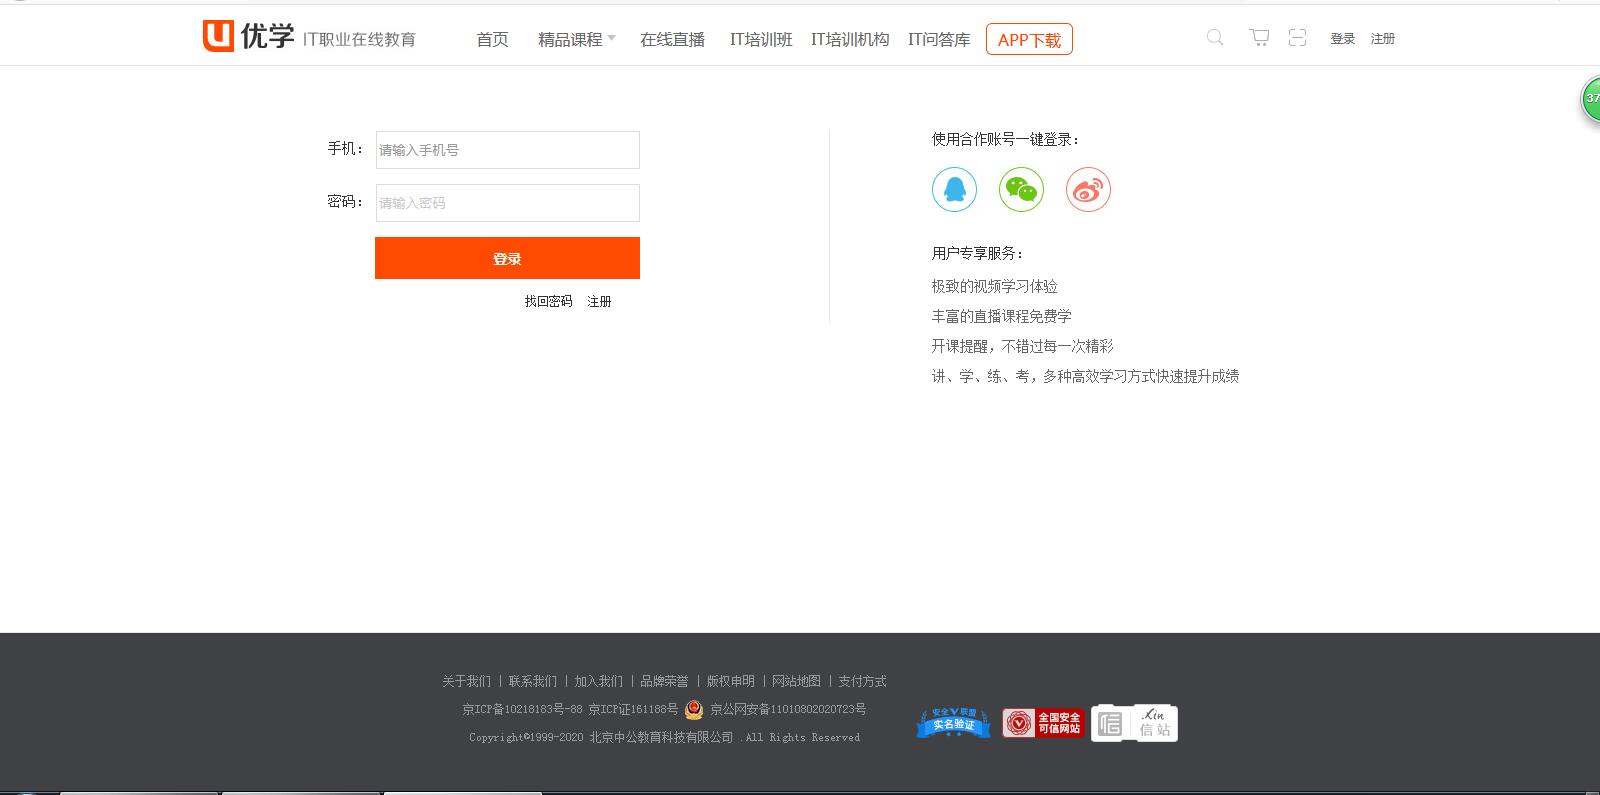 优学 IT职业在线教育 首页 精品课程 在线直播 IT培训班 IT培训机构 IT问答库 APP下载 登录 注册
37
手机：
请输入手机号
密码：
请输入密码
登录
找回密码 注册
使用合作账号一键登录：
用户专享服务：
极致的视频学习体验
丰富的直播课程免费学
开课提醒，不错过每一次精彩
讲、学、练、考，多种高效学习方式快速提升成绩
关于我们 | 联系我们 | 加入我们 | 品牌荣誉 | 版权申明 | 网站地图 | 支付方式
京ICP备10218183号-88 京ICP证161188号 京公网安备11010802020723号
Copyright©1999-2020 北京中公教育科技有限公司 .All Rights Reserved
安全V联盟
实名验证
全国安全
可信网站
信
Xin
信站